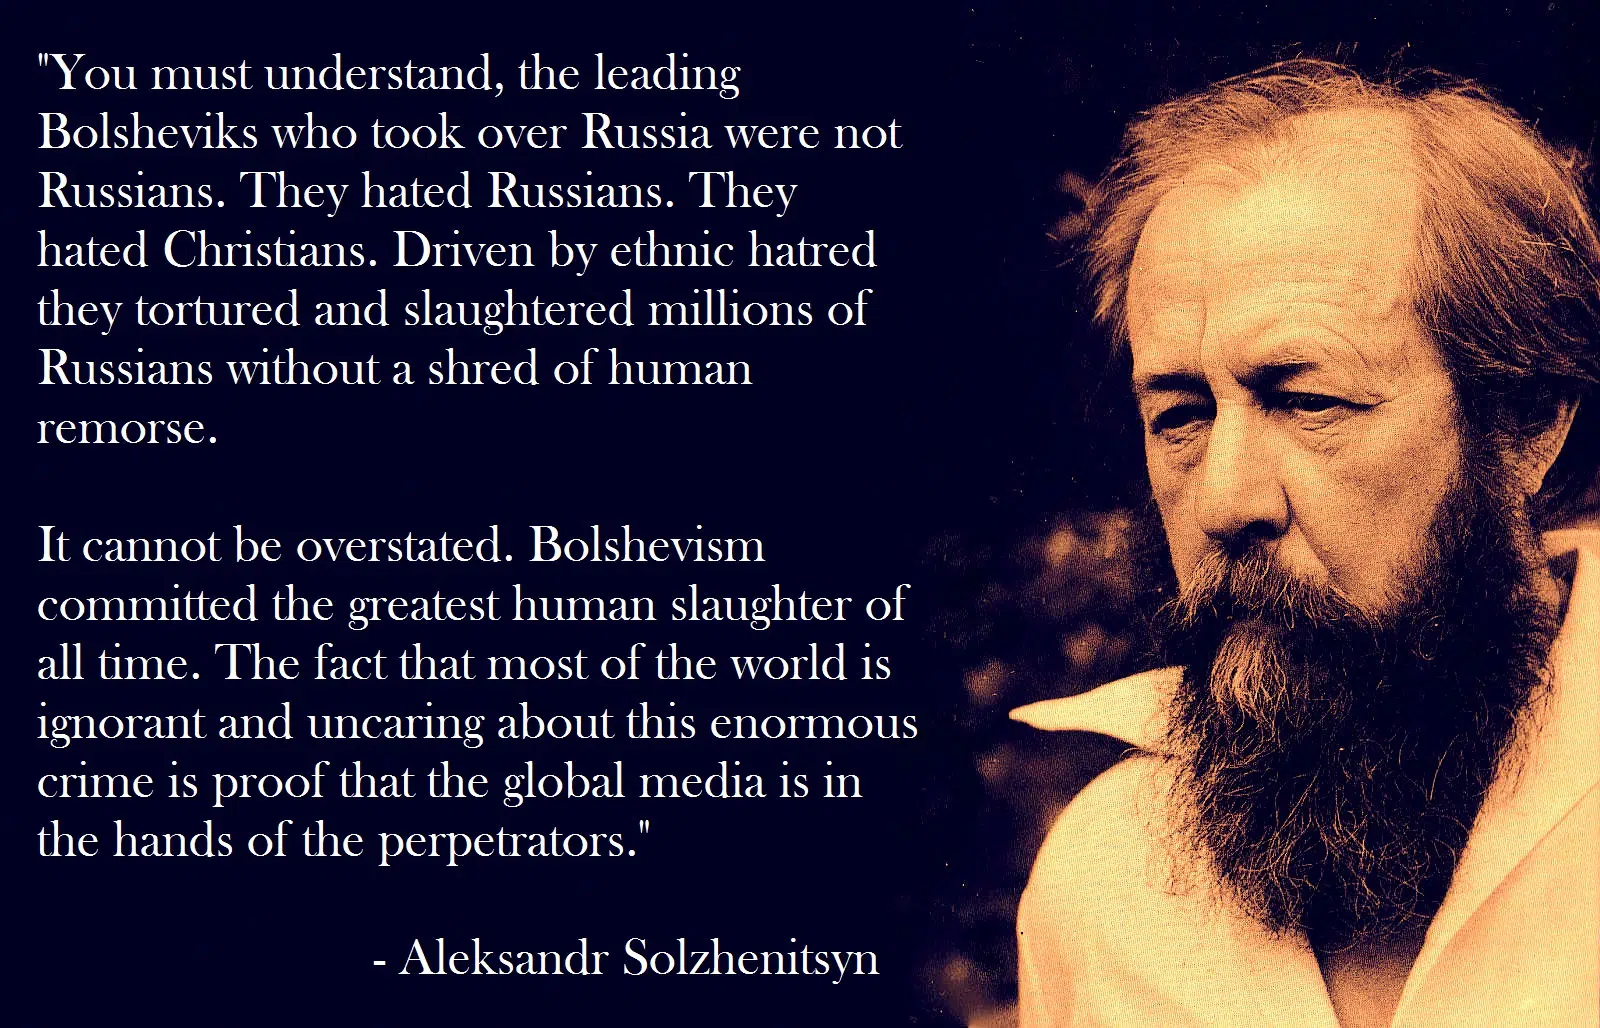 "You must understand, the leading
Bolsheviks who took over Russia were not
Russians. They hated Russians. They
hated Christians. Driven by ethnic hatred
they tortured and slaughtered millions of
Russians without a shred of human
remorse.
It cannot be overstated. Bolshevism
committed the greatest human slaughter of
all time. The fact that most of the world is
ignorant and uncaring about this enormous
crime is proof that the global media is in
the hands of the perpetrators."
- Aleksandr Solzhenitsyn